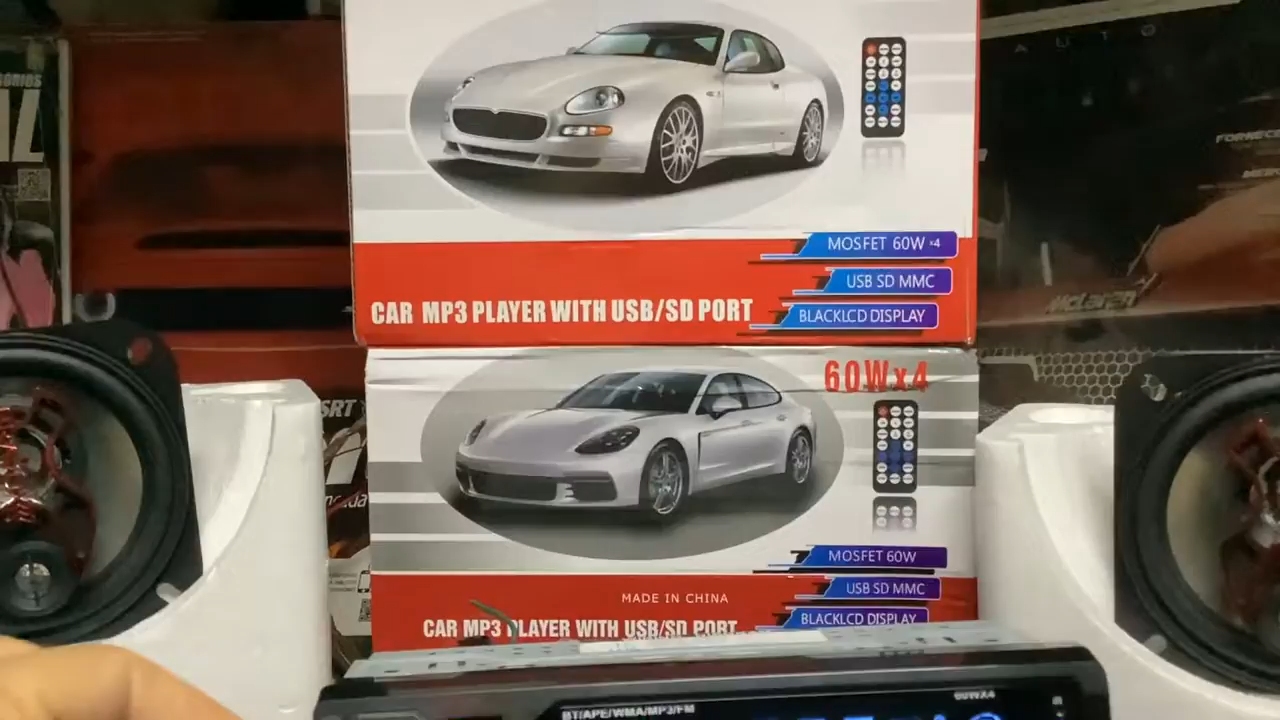 AUTO
MOSFET 60W x4
USB SD MMC
CAR MP3 PLAYER WITH USB/SD PORT
BLACKLCD DISPLAY
60Wx4
SRT
MOSFET 60W
MADE IN CHINA
USB SD MMC
CAR MP3 PLAYER WITH USB/SD PORT
BLACKLCD DISPLAY
60WX4
BT/APE/WMA/MP3/FM